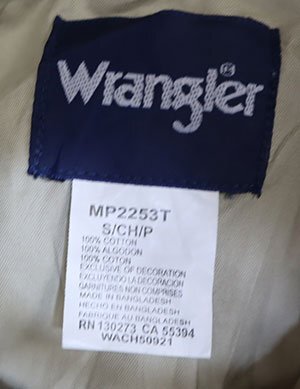 Wrangler®
MP2253T
S/CH/P
100% COTTON
100% ALGODON
100% COTON
EXCLUSIVE OF DECORATION
EXCLUYENDO LA DECORACION
GARNITURES NON COMPRISES
MADE IN BANGLADESH
HECHO EN BANGLADESH
FABRIQUE AU BANGLADESH
RN 130273 CA 55394
WACH50921